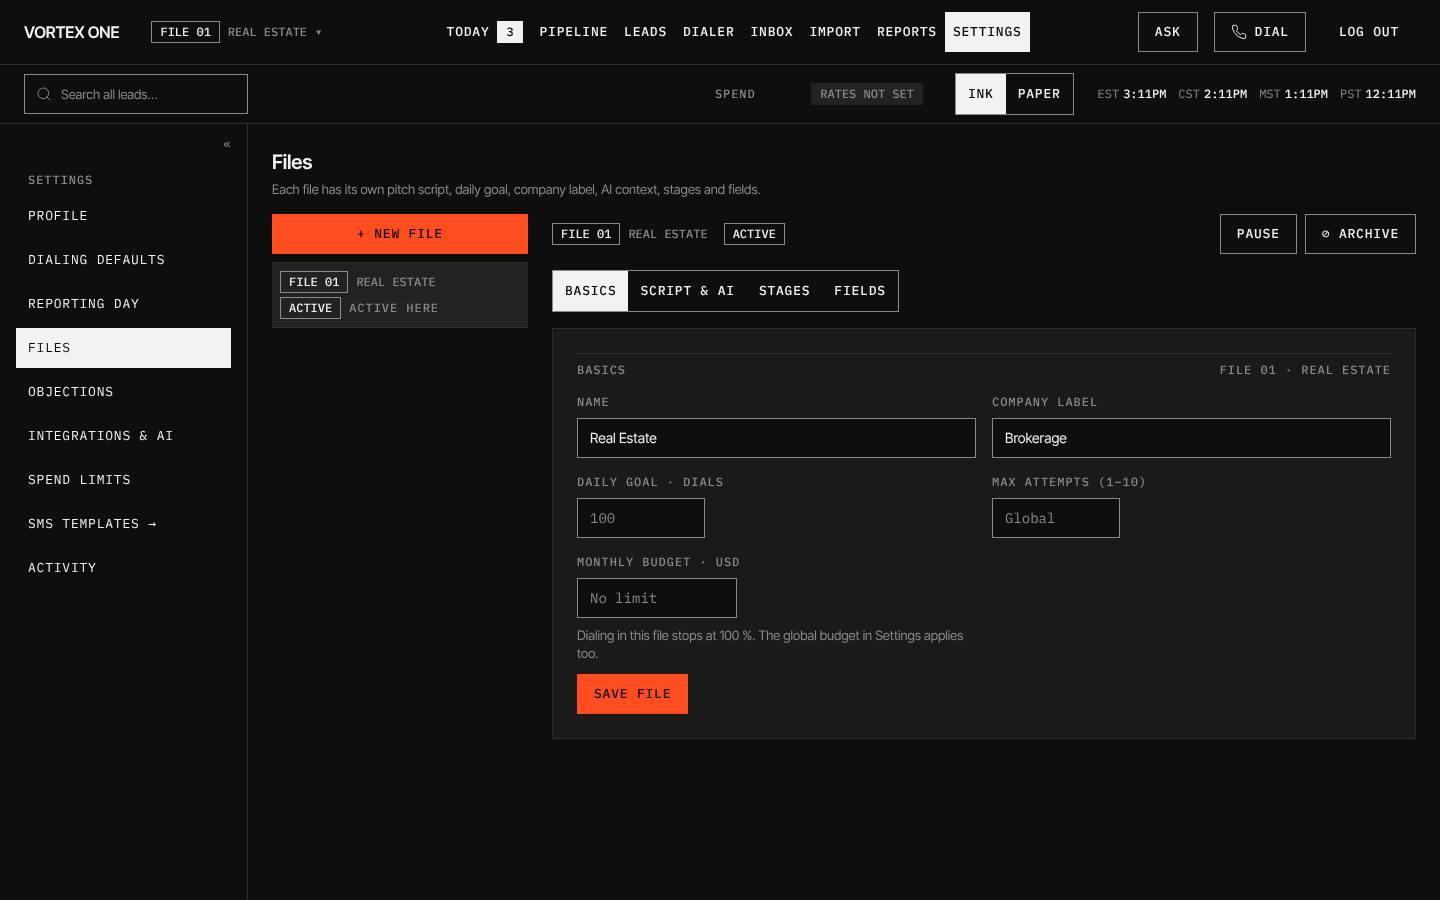 VORTEX ONE
FILE 01 REAL ESTATE ▾
TODAY 3 PIPELINE LEADS DIALER INBOX IMPORT REPORTS SETTINGS
ASK DIAL LOG OUT
Search all leads…
SPEND RATES NOT SET
INK PAPER
EST 3:11PM CST 2:11PM MST 1:11PM PST 12:11PM
«
SETTINGS
PROFILE
DIALING DEFAULTS
REPORTING DAY
FILES
OBJECTIONS
INTEGRATIONS & AI
SPEND LIMITS
SMS TEMPLATES →
ACTIVITY
Files
Each file has its own pitch script, daily goal, company label, AI context, stages and fields.
+ NEW FILE
FILE 01 REAL ESTATE
ACTIVE ACTIVE HERE
FILE 01 REAL ESTATE ACTIVE
PAUSE ⊘ ARCHIVE
BASICS SCRIPT & AI STAGES FIELDS
BASICS FILE 01 · REAL ESTATE
NAME COMPANY LABEL
Real Estate Brokerage
DAILY GOAL · DIALS MAX ATTEMPTS (1–10)
100 Global
MONTHLY BUDGET · USD
No limit
Dialing in this file stops at 100 %. The global budget in Settings applies
too.
SAVE FILE